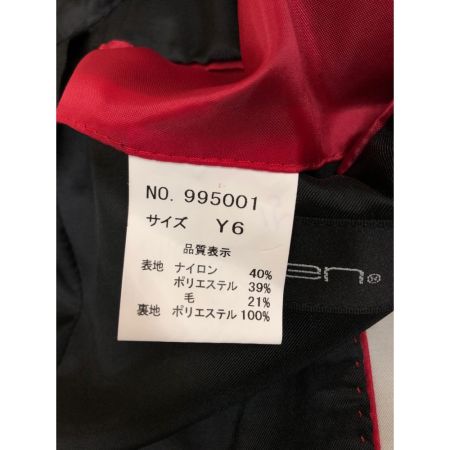 NO. 995001
サイズ Y6
品質表示
表地 ナイロン 40%
ポリエステル 39%
毛 21%
裏地 ポリエステル 100%
en®